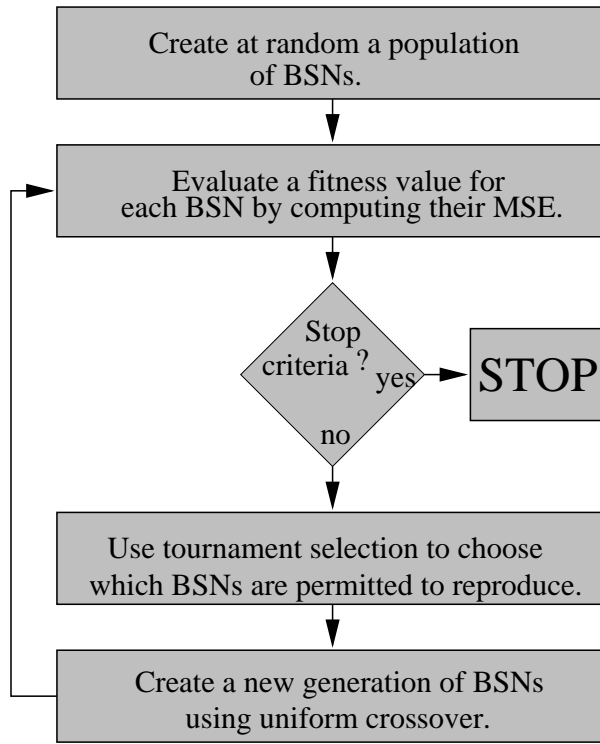 Create at random a population
of BSNs.
Evaluate a fitness value for
each BSN by computing their MSE.
Stop
criteria ?
yes
STOP
no
Use tournament selection to choose
which BSNs are permitted to reproduce.
Create a new generation of BSNs
using uniform crossover.